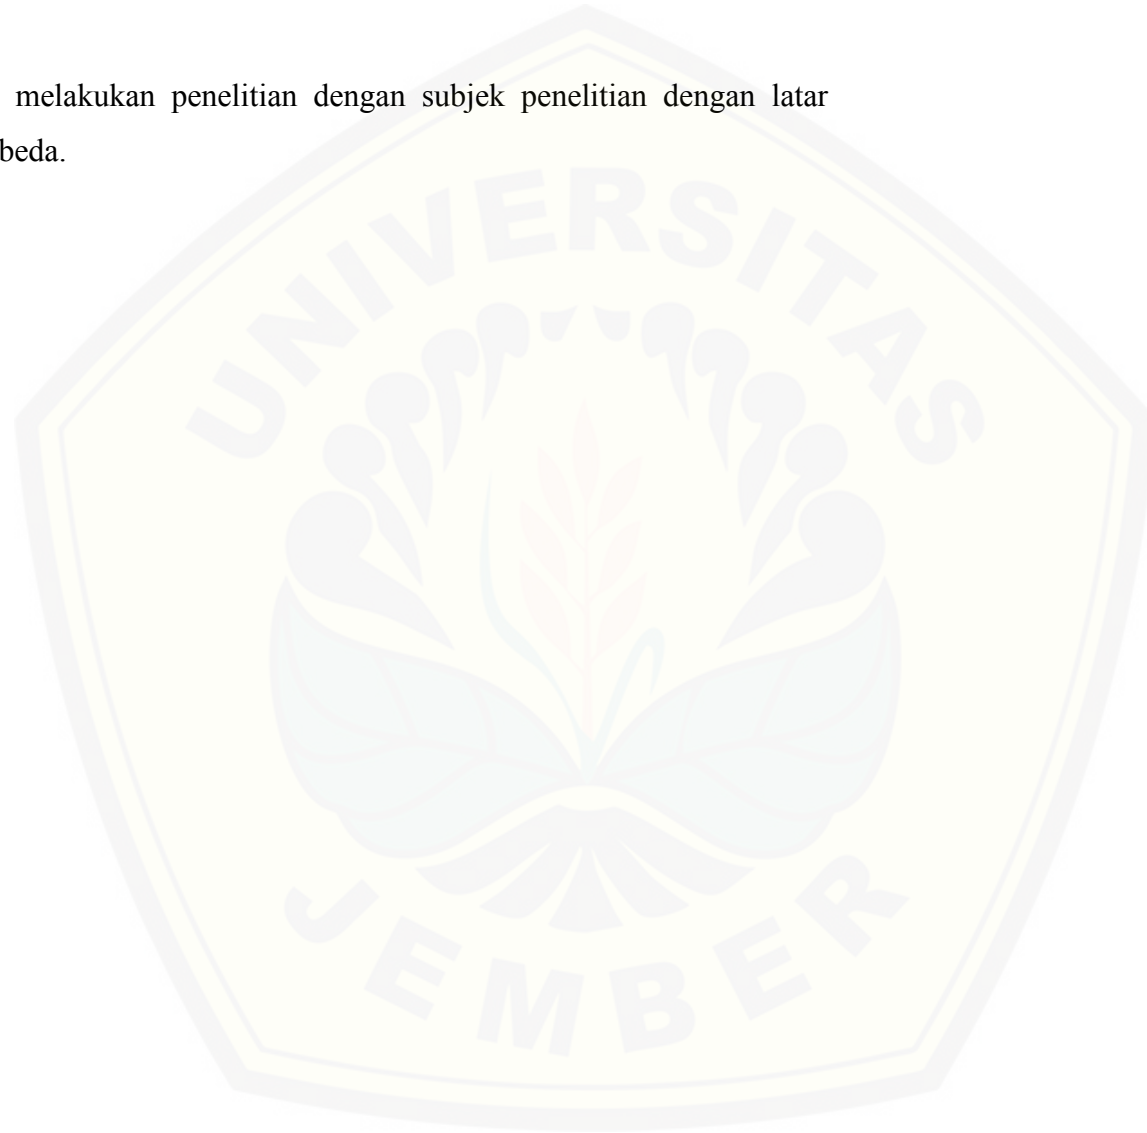 melakukan penelitian dengan subjek penelitian dengan latar
beda.
UNIVERSITAS
JEMBER